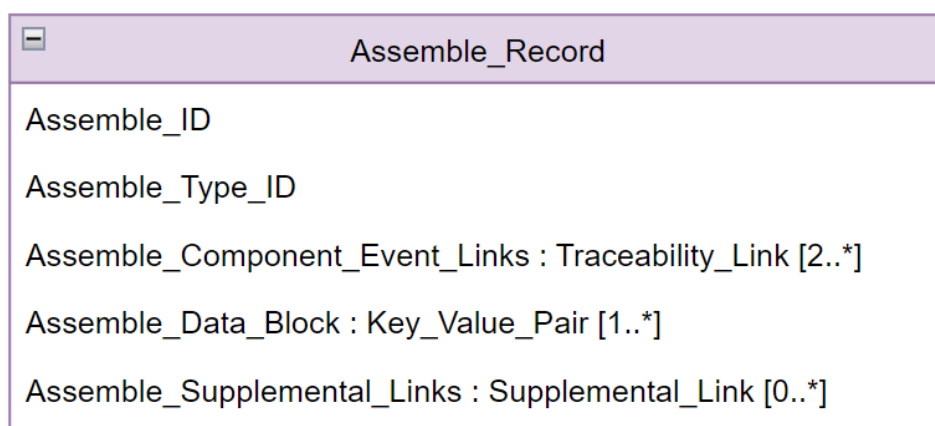 Assemble_Record
Assemble_ID
Assemble_Type_ID
Assemble_Component_Event_Links : Traceability_Link [2..*]
Assemble_Data_Block : Key_Value_Pair [1..*]
Assemble_Supplemental_Links : Supplemental_Link [0..*]